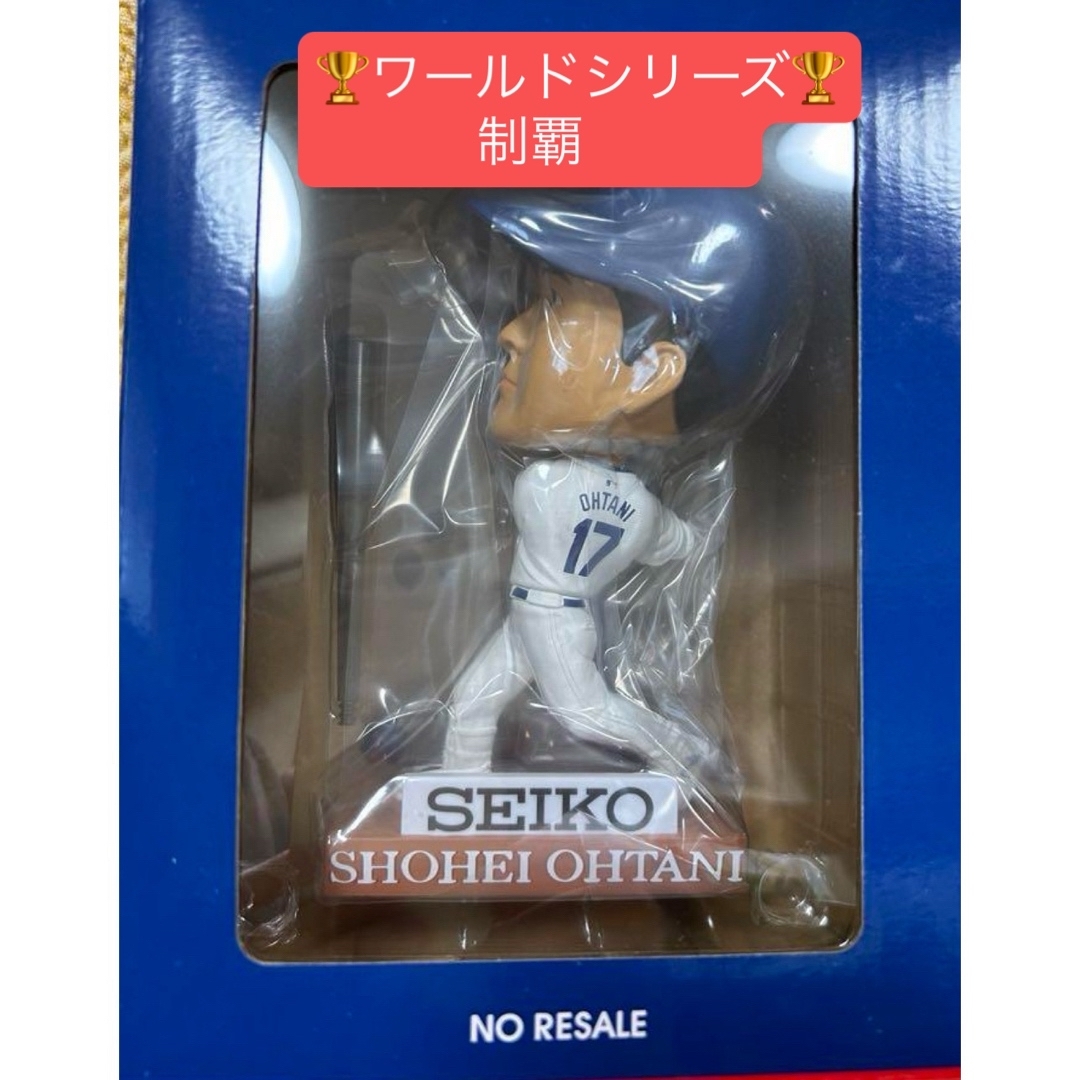 🏆ワールドシリーズ🏆
制覇
OHTANI
17
SEIKO
SHOHEI OHTANI
NO RESALE